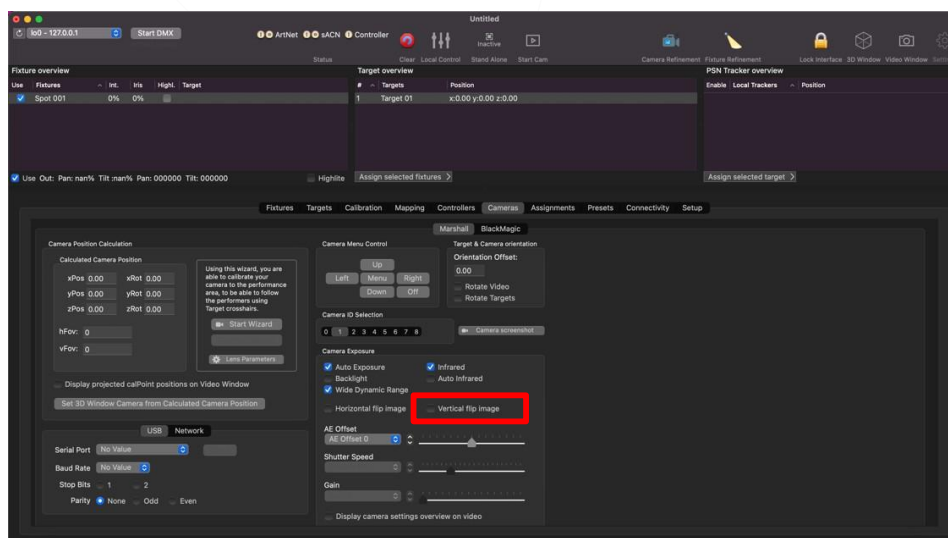 Untitled
lo0 - 127.0.0.1 Start DMX ArtNet sACN Controller Inactive
Status Clear Local Control Stand Alone Start Cam Camera Refinement Fixture Refinement Lock Interface 3D Window Video Window
Fixture overview Target overview PSN Tracker overview
Use Fixtures Int. Iris Highl. Target # Targets Position Enable Local Trackers Position
Spot 001 0% 0% 1 Target 01 x:0.00 y:0.00 z:0.00
Use Out: Pan: nan% Tilt :nan% Pan: 000000 Tilt: 000000 Highlite Assign selected fixtures > Assign selected target >
Fixtures Targets Calibration Mapping Controllers Cameras Assignments Presets Connectivity Setup
Marshall BlackMagic
Camera Position Calculation
Calculated Camera Position
xPos 0.00 xRot 0.00
yPos 0.00 yRot 0.00
zPos 0.00 zRot 0.00
hFov: 0
vFov: 0
Using this wizard, you are
able to calibrate your
camera to the performance
area, to be able to follow
the performers using
Target crosshairs.
Start Wizard
Lens Parameters
Display projected calPoint positions on Video Window
Set 3D Window Camera from Calculated Camera Position
USB Network
Serial Port No Value
Baud Rate No Value
Stop Bits 1 2
Parity None Odd Even
Camera Menu Control
Up
Left Menu Right
Down Off
Target & Camera orientation
Orientation Offset:
0.00
Rotate Video
Rotate Targets
Camera ID Selection
0 1 2 3 4 5 6 7 8 Camera screenshot
Camera Exposure
Auto Exposure Infrared
Backlight Auto Infrared
Wide Dynamic Range
Horizontal flip image Vertical flip image
AE Offset
AE Offset 0
Shutter Speed
Gain
Display camera settings overview on video